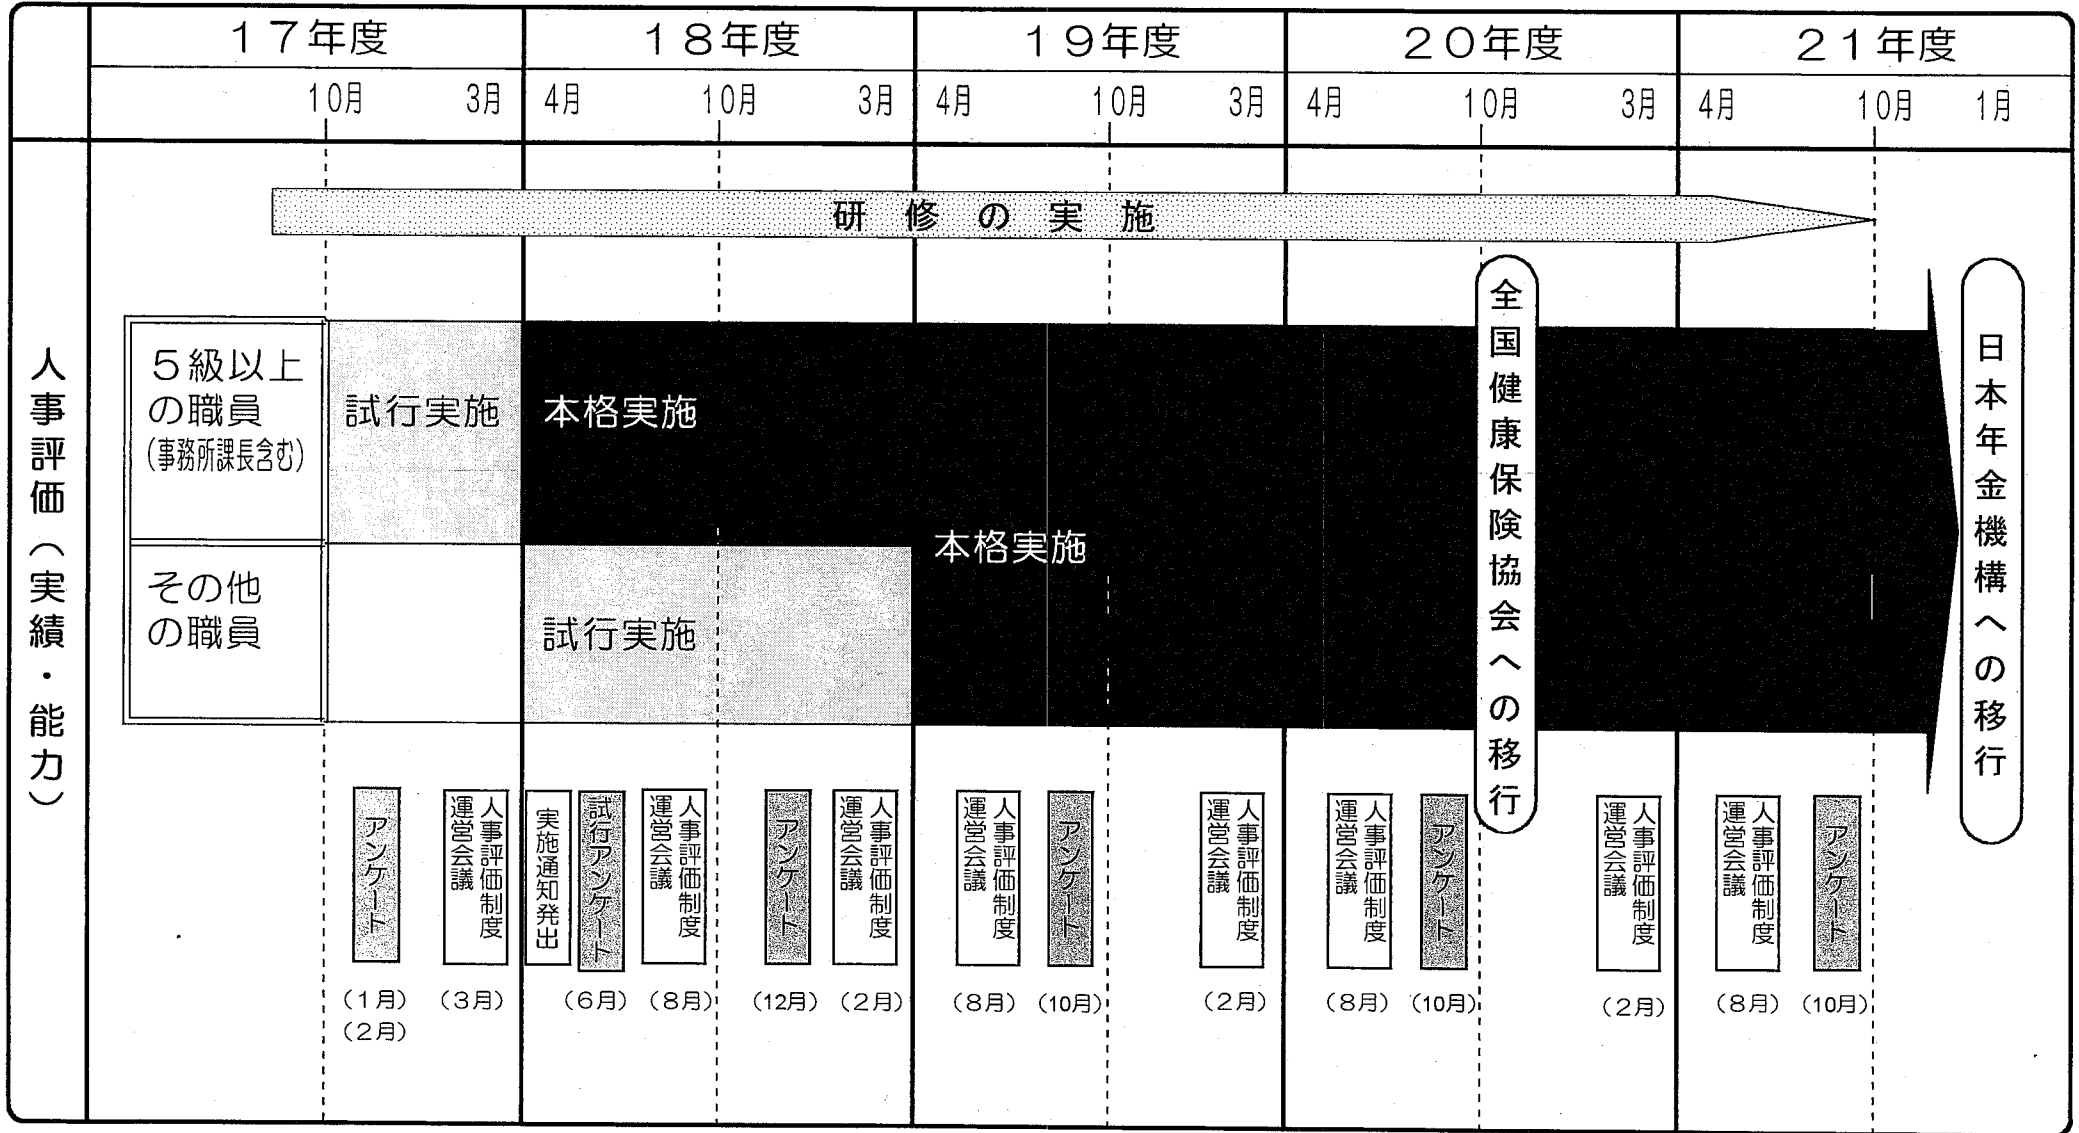 17年度
18年度
19年度
20年度
21年度
10月
3月
4月
10月
3月
4月
10月
3月
4月
10月
3月
4月
10月
1月
人事評価(実績・能力)
研修の実施
5級以上
の職員
(事務所課長含む)
試行実施
本格実施
その他
の職員
試行実施
本格実施
全国健康保険協会への移行
日本年金機構への移行
アンケート
(1月)
(2月)
人事評価制度
運営会議
(3月)
実施通知発出
試行アンケート
(6月)
人事評価制度
運営会議
(8月)
アンケート
(12月)
人事評価制度
運営会議
(2月)
人事評価制度
運営会議
(8月)
アンケート
(10月)
人事評価制度
運営会議
(2月)
人事評価制度
運営会議
(8月)
アンケート
(10月)
人事評価制度
運営会議
(2月)
人事評価制度
運営会議
(8月)
アンケート
(10月)